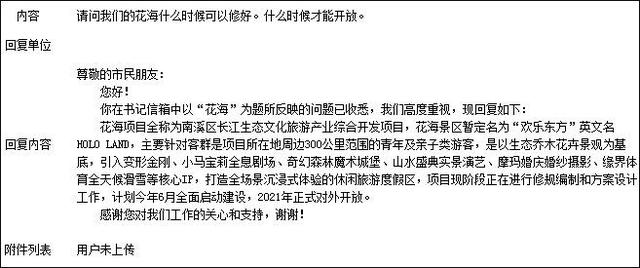 内容 请问我们的花海什么时候可以修好。什么时候才能开放。
回复单位
尊敬的市民朋友:
您好!
你在书记信箱中以“花海”为题所反映的问题已收悉，我们高度重视，现回复如下:
花海项目全称为南溪区长江生态文化旅游产业综合开发项目，花海景区暂定名为“欢乐东方”英文名
回复内容 HOLO LAND，主要针对客群是项目所在地周边300公里范围的青年及亲子类游客，是以生态乔木花卉景观为基
底，引入变形金刚、小马宝莉全息剧场、奇幻森林魔术城堡、山水盛典实景演艺、摩玛婚庆婚纱摄影、缘界体
育全天候滑雪等核心IP，打造全场景沉浸式体验的休闲旅游度假区，项目现阶段正在进行修规编制和方案设计
工作，计划今年6月全面启动建设，2021年正式对外开放。
感谢您对我们工作的关心和支持，谢谢!
附件列表 用户未上传